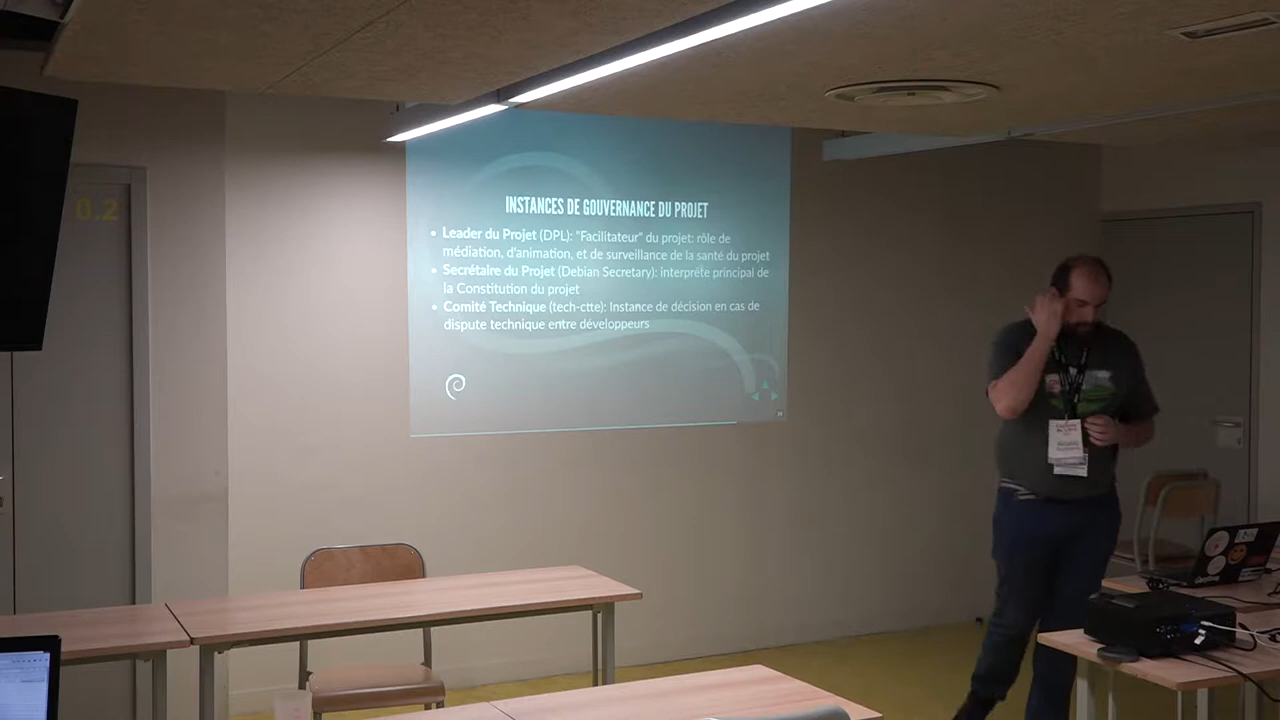 0.2
INSTANCES DE GOUVERNANCE DU PROJET
• Leader du Projet (DPL): "Facilitateur" du projet: rôle de
médiation, d'animation, et de surveillance de la santé du projet
• Secrétaire du Projet (Debian Secretary): interprète principal de
la Constitution du projet
• Comité Technique (tech-ctte): Instance de décision en cas de
dispute technique entre développeurs